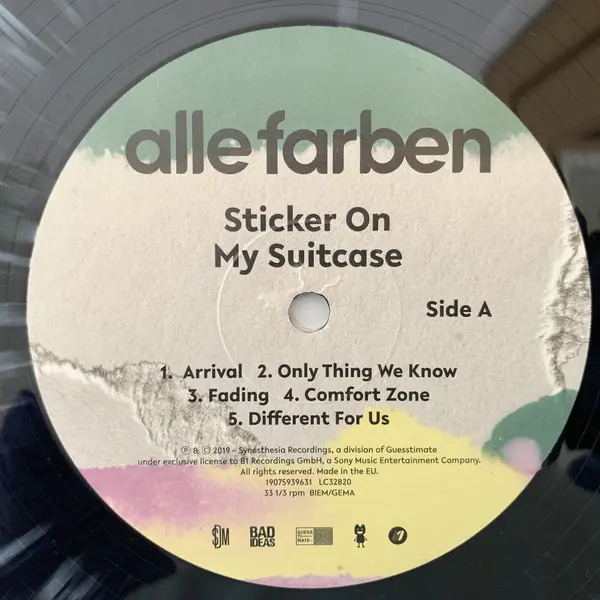 alle farben
Sticker On
My Suitcase
Side A
1. Arrival 2. Only Thing We Know
3. Fading 4. Comfort Zone
5. Different For Us
℗ & © 2019 - Synesthesia Recordings, a division of Guesstimate
under exclusive license to B1 Recordings GmbH, a Sony Music Entertainment Company.
All rights reserved. Made in the EU.
19075939631 LC32820
33 1/3 rpm BIEM/GEMA
BAD
IDEAS